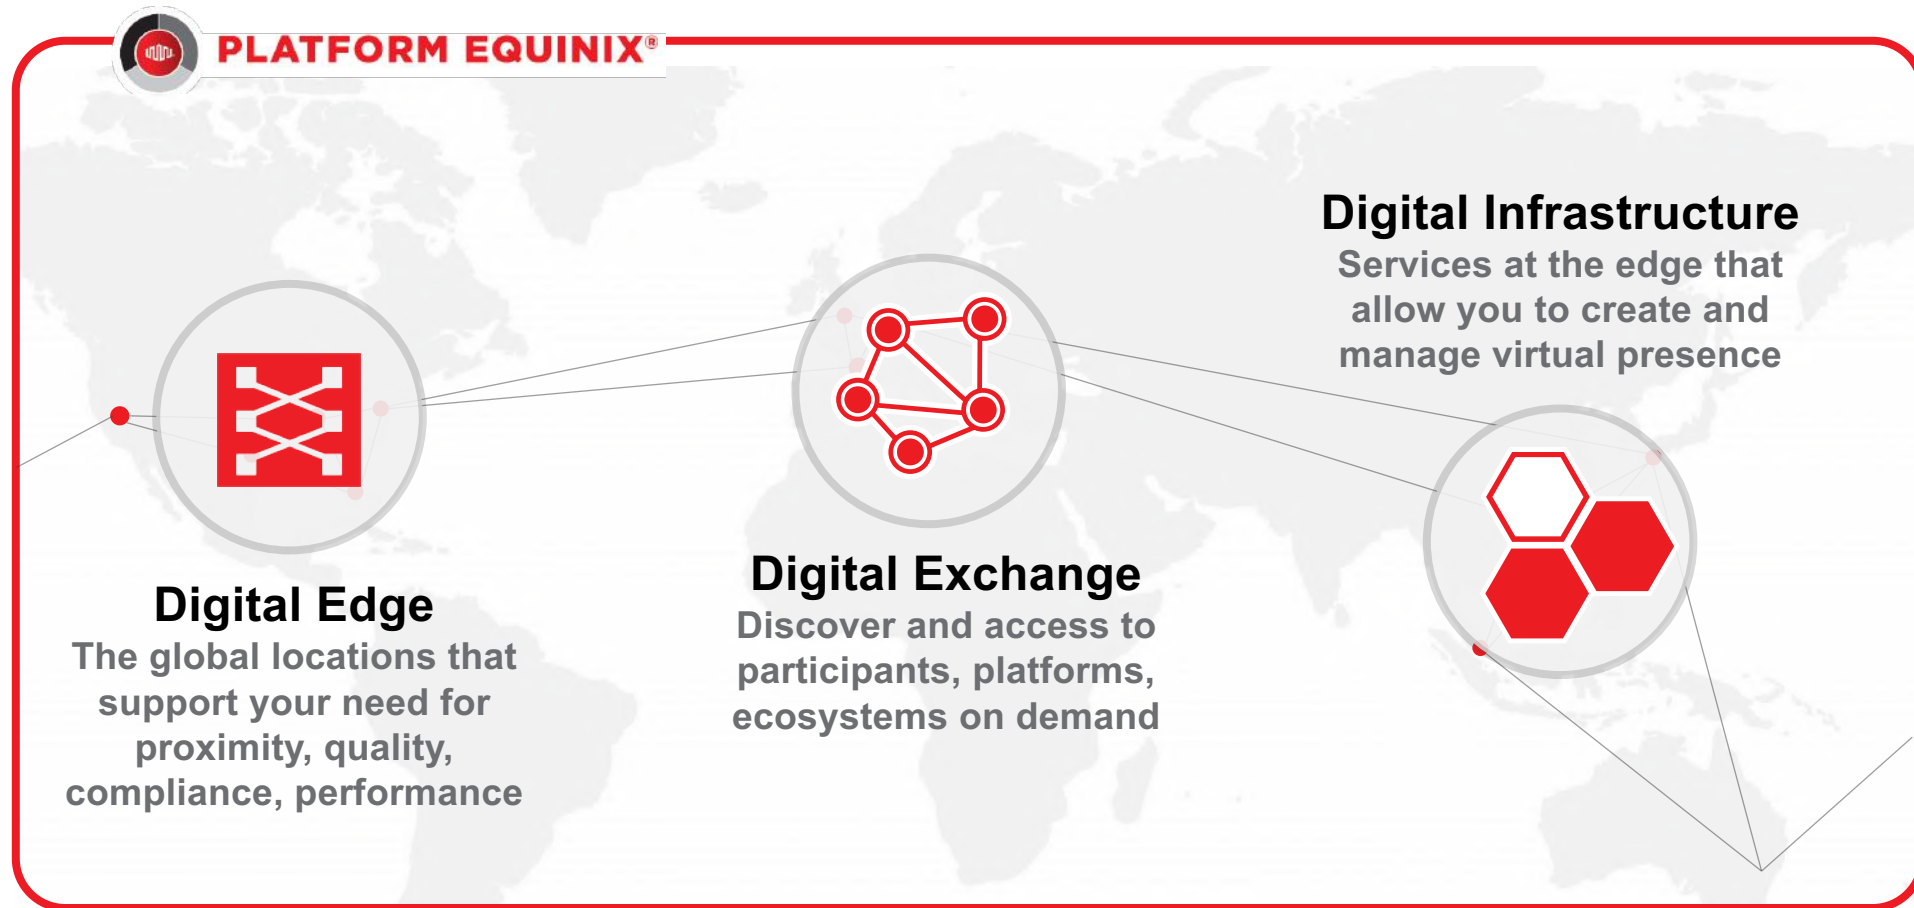 PLATFORM EQUINIX®
Digital Edge
The global locations that
support your need for
proximity, quality,
compliance, performance
Digital Exchange
Discover and access to
participants, platforms,
ecosystems on demand
Digital Infrastructure
Services at the edge that
allow you to create and
manage virtual presence